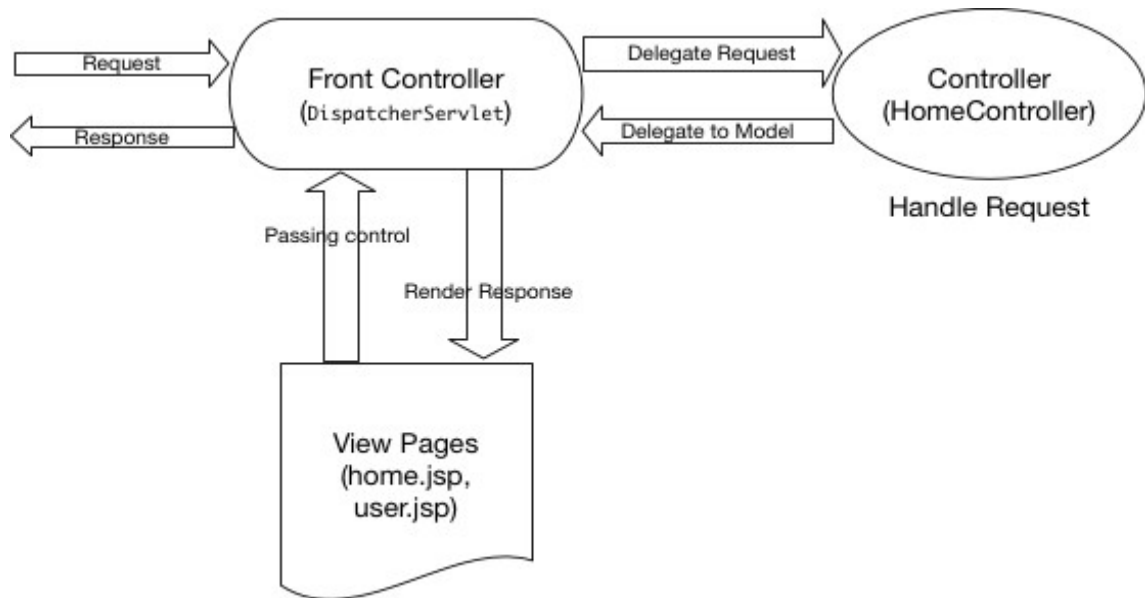 Request
Response
Front Controller
(DispatcherServlet)
Delegate Request
Delegate to Model
Controller
(HomeController)
Handle Request
Passing control
Render Response
View Pages
(home.jsp,
user.jsp)